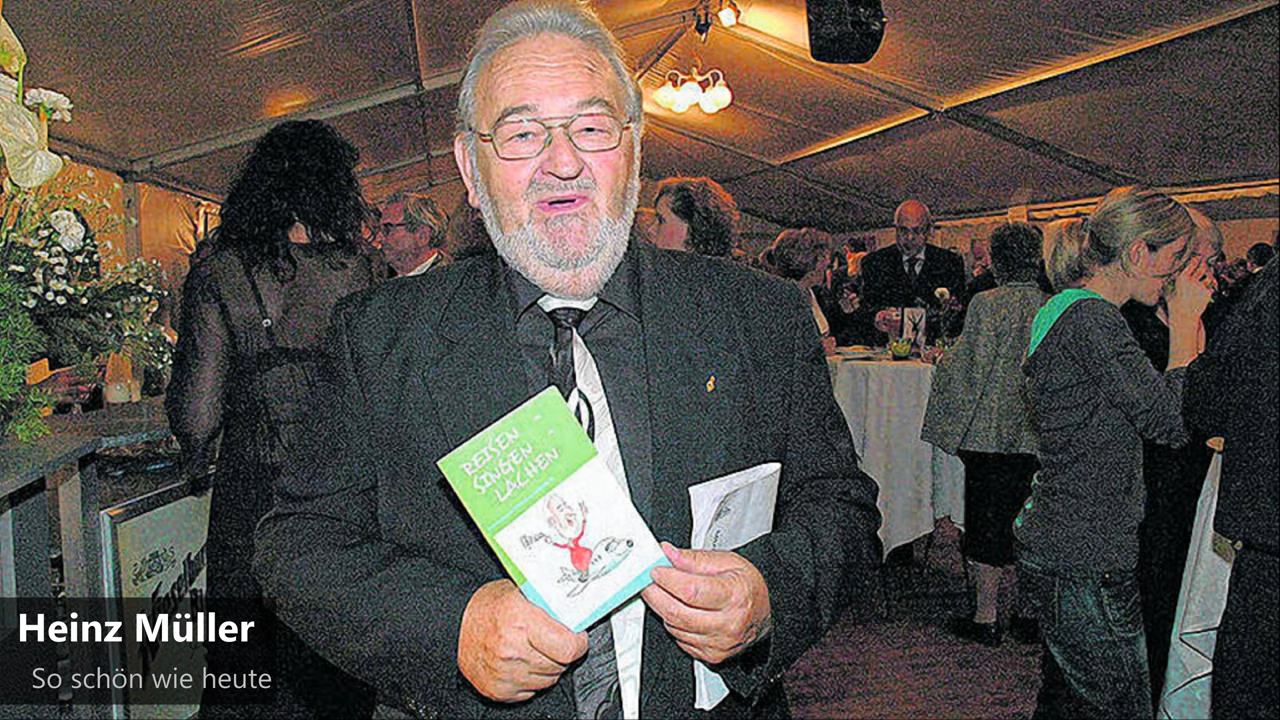 REISEN
SINGEN
LACHEN
Heinz Müller
So schön wie heute